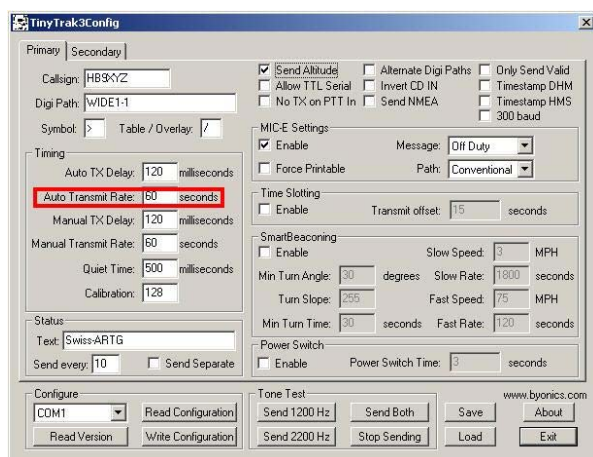 TinyTrak3Config
Primary Secondary
Callsign: HB9XYZ
Digi Path: WIDE1-1
Symbol: > Table / Overlay: /
Send Altitude Alternate Digi Paths Only Send Valid
Allow TTL Serial Invert CD IN Timestamp DHM
No TX on PTT In Send NMEA Timestamp HMS
300 baud
Timing
Auto TX Delay: 120 milliseconds
Auto Transmit Rate: 60 seconds
Manual TX Delay: 120 milliseconds
Manual Transmit Rate: 60 seconds
Quiet Time: 500 milliseconds
Calibration: 128
MIC-E Settings
Enable Message: Off Duty
Force Printable Path: Conventional
Time Slotting
Enable Transmit offset: 15 seconds
SmartBeaconing
Enable Slow Speed: 3 MPH
Min Turn Angle: 30 degrees Slow Rate: 1800 seconds
Turn Slope: 255 Fast Speed: 75 MPH
Min Turn Time: 30 seconds Fast Rate: 120 seconds
Status
Text: Swiss-ARTG
Send every: 10 Send Separate
Power Switch
Enable Power Switch Time: 3 seconds
Configure
COM1 Read Configuration
Read Version Write Configuration
Tone Test
Send 1200 Hz Send Both
Send 2200 Hz Stop Sending
www.byonics.com
Save About
Load Exit